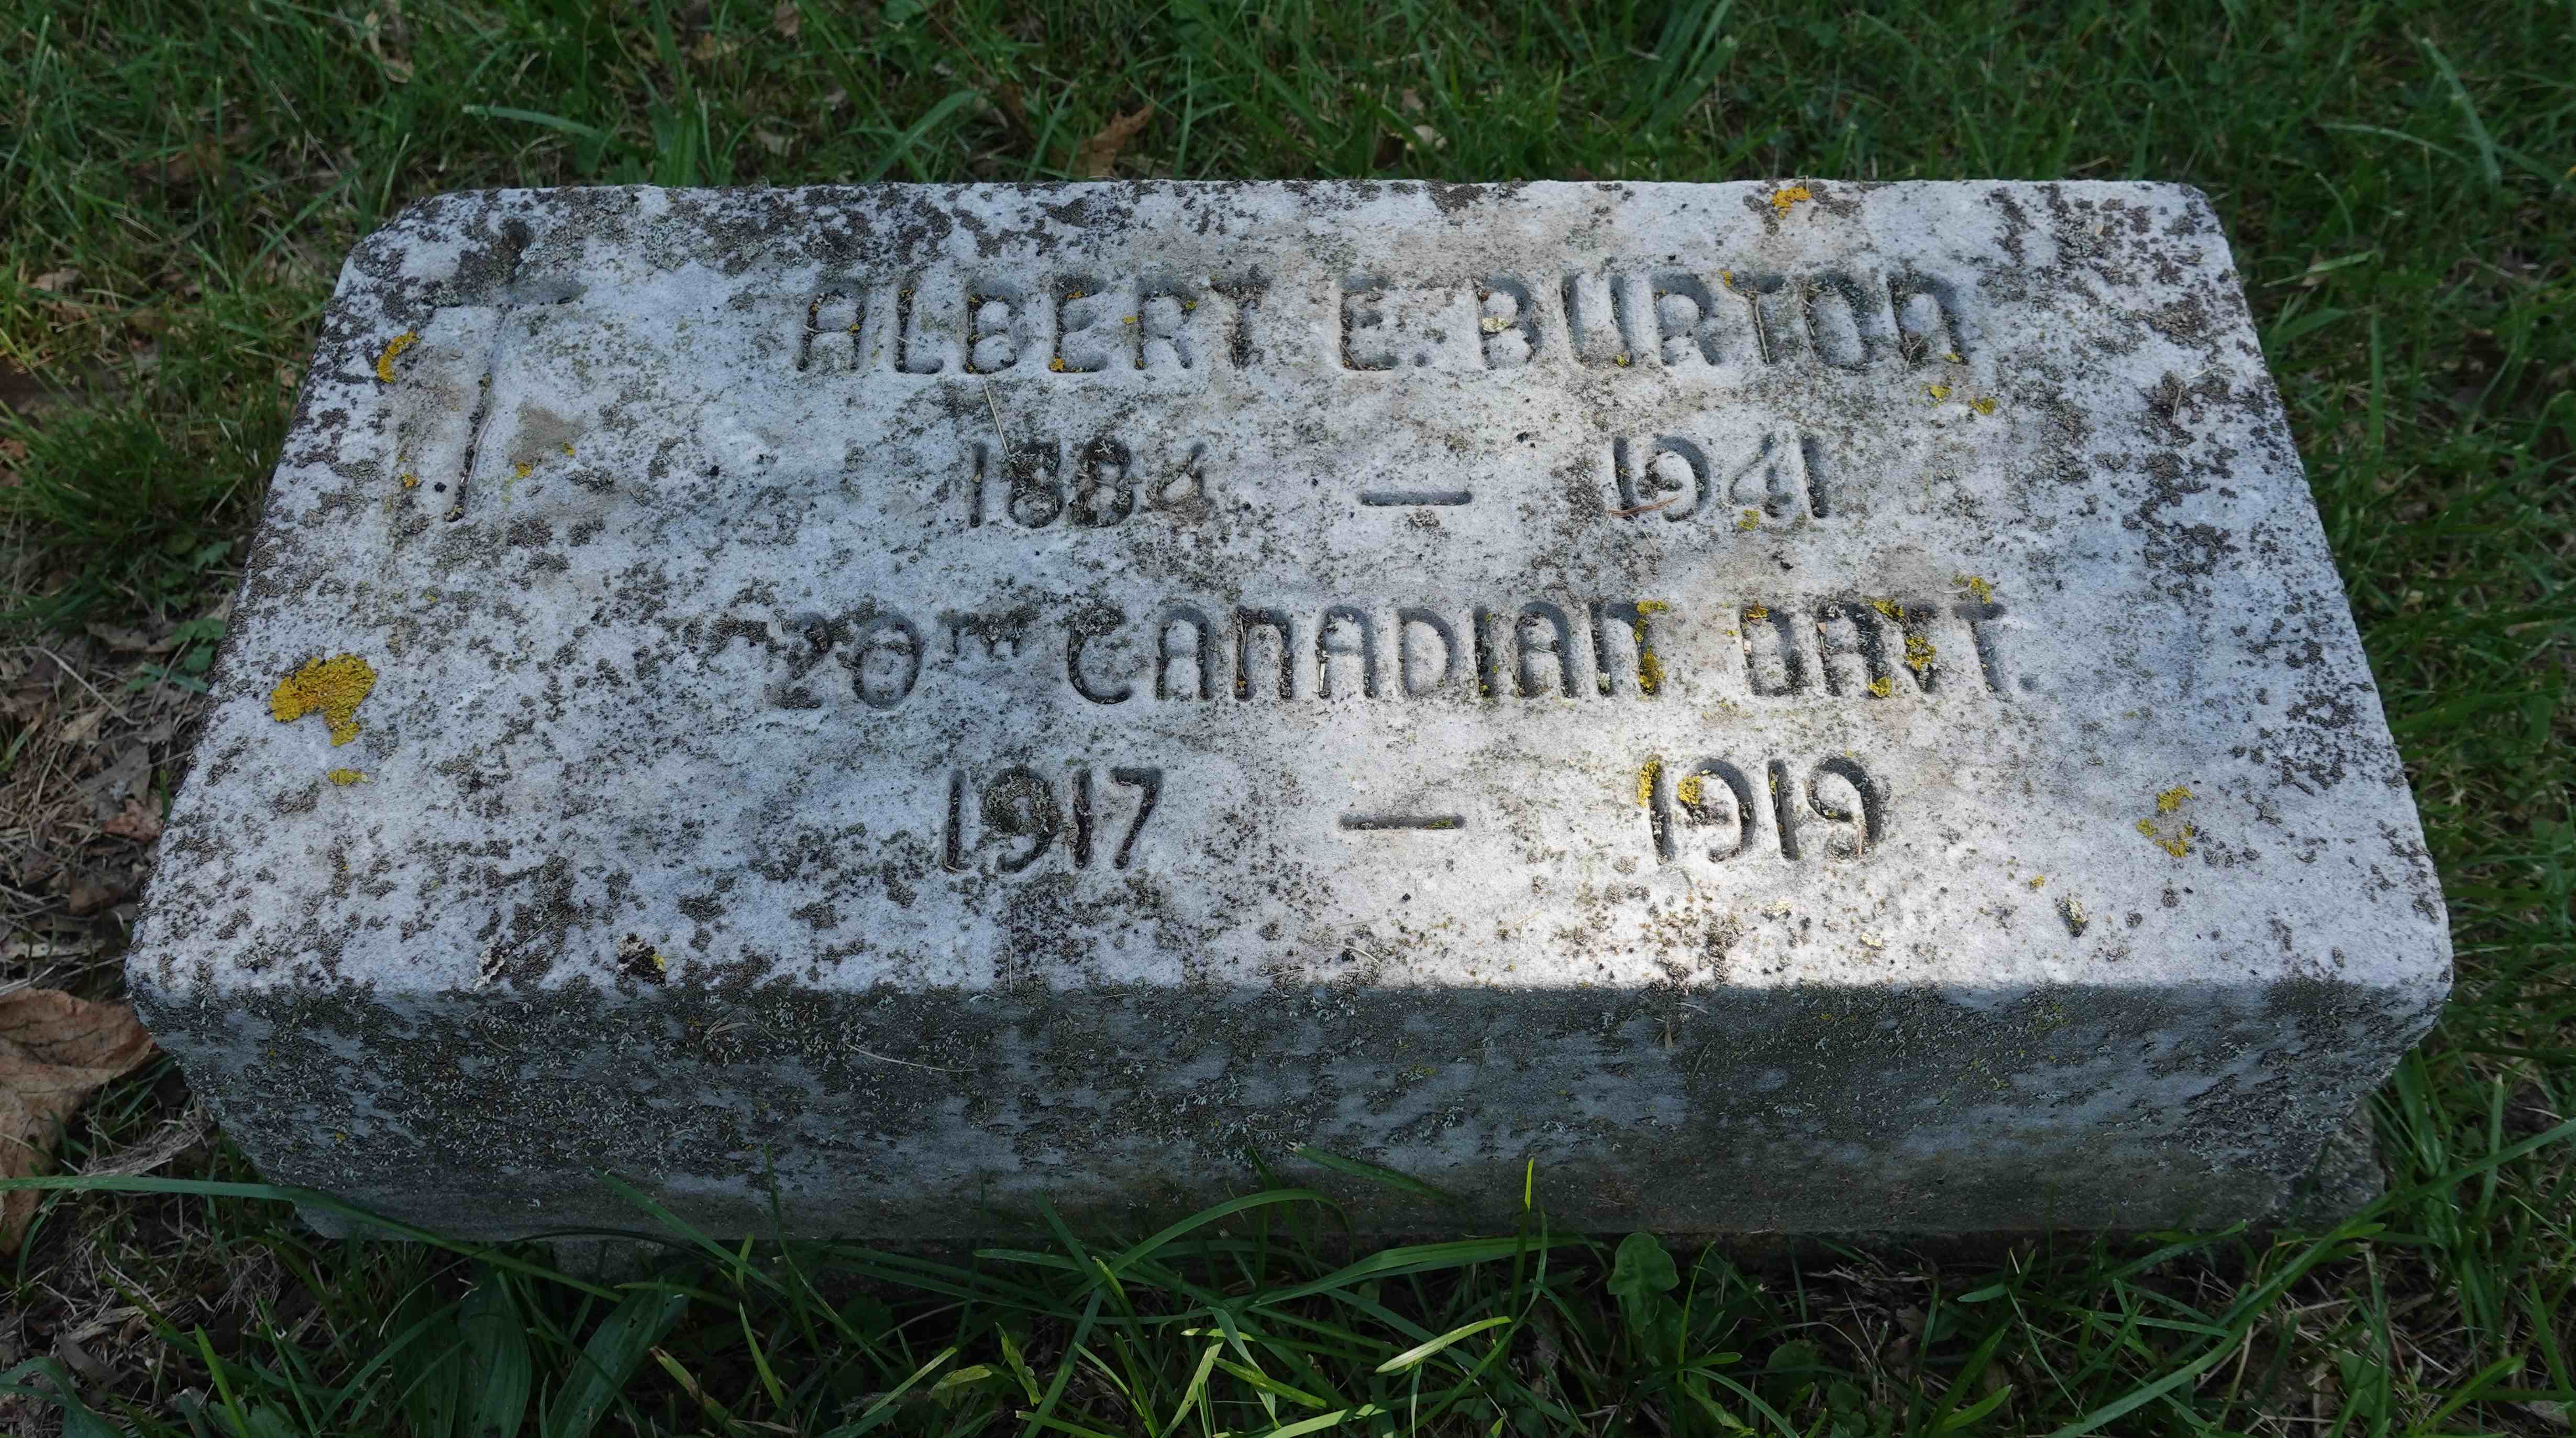 ALBERT E. BURTON
1884 — 1941
20TH CANADIAN BATT.
1917 — 1919